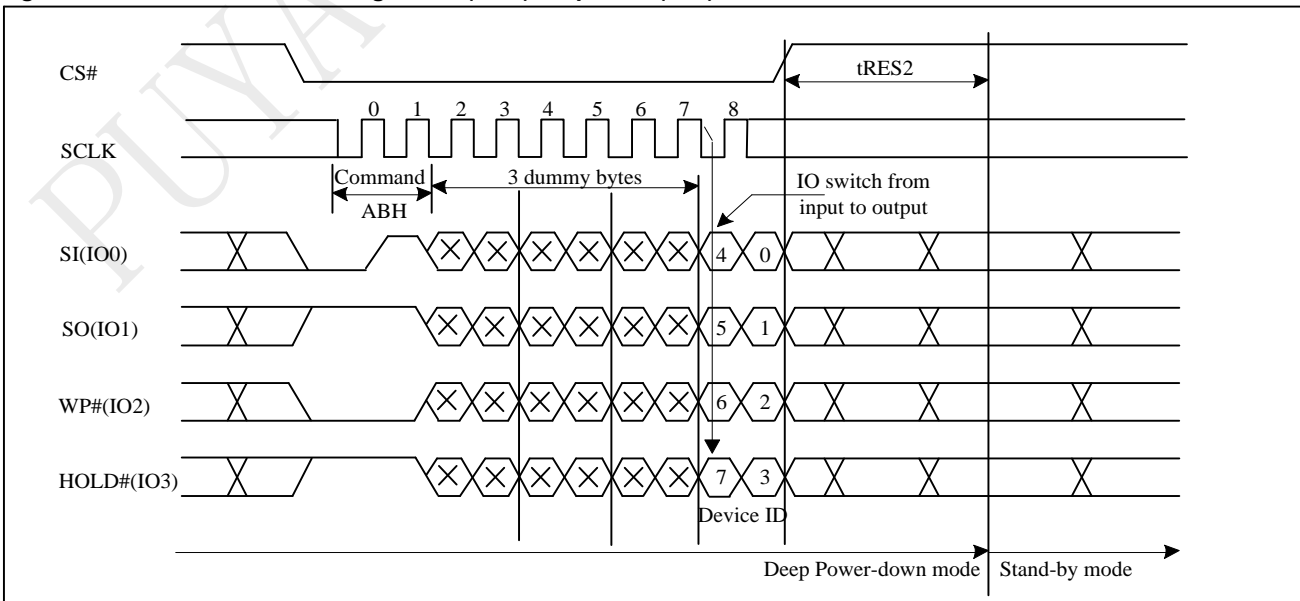 PUYA
CS#
tRES2
0 1 2 3 4 5 6 7 8
SCLK
Command
3 dummy bytes
IO switch from
input to output
ABH
SI(IO0)
4 0
SO(IO1)
5 1
WP#(IO2)
6 2
HOLD#(IO3)
7 3
Device ID
Deep Power-down mode
Stand-by mode